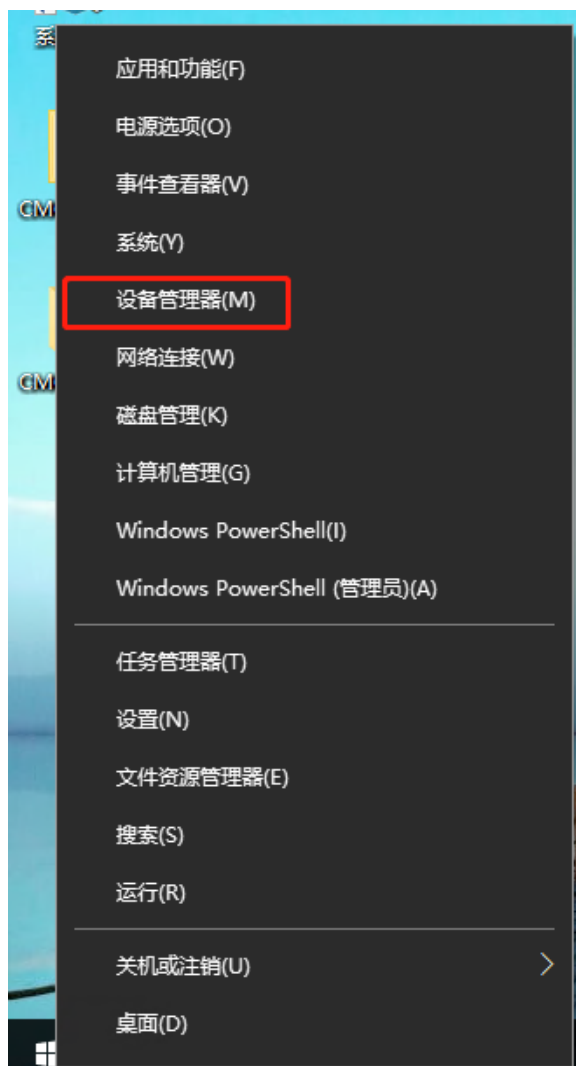 系
CM
CM
应用和功能(F)
电源选项(O)
事件查看器(V)
系统(Y)
设备管理器(M)
网络连接(W)
磁盘管理(K)
计算机管理(G)
Windows PowerShell(I)
Windows PowerShell (管理员)(A)
任务管理器(T)
设置(N)
文件资源管理器(E)
搜索(S)
运行(R)
关机或注销(U)
桌面(D)